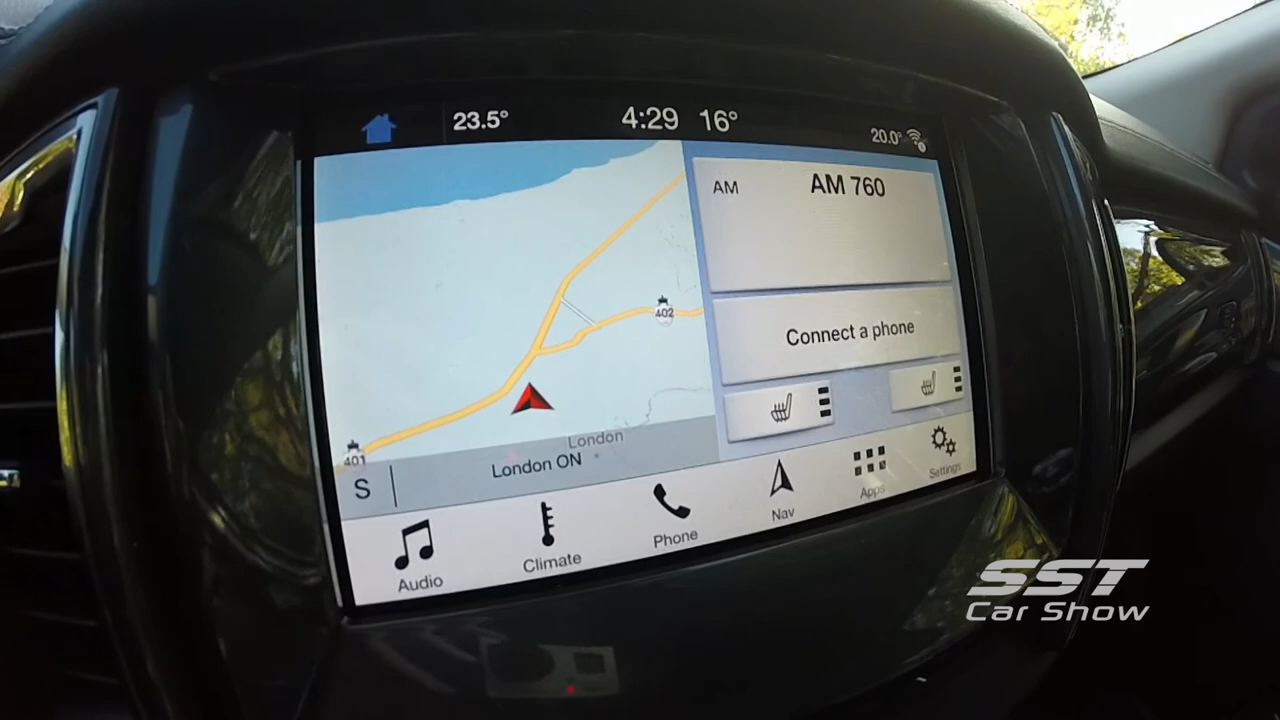 23.5°
4:29 16°
20.0°
AM AM 760
Connect a phone
402
401
London
S London ON
Audio
Climate
Phone
Nav
Apps
Settings
SST
Car Show